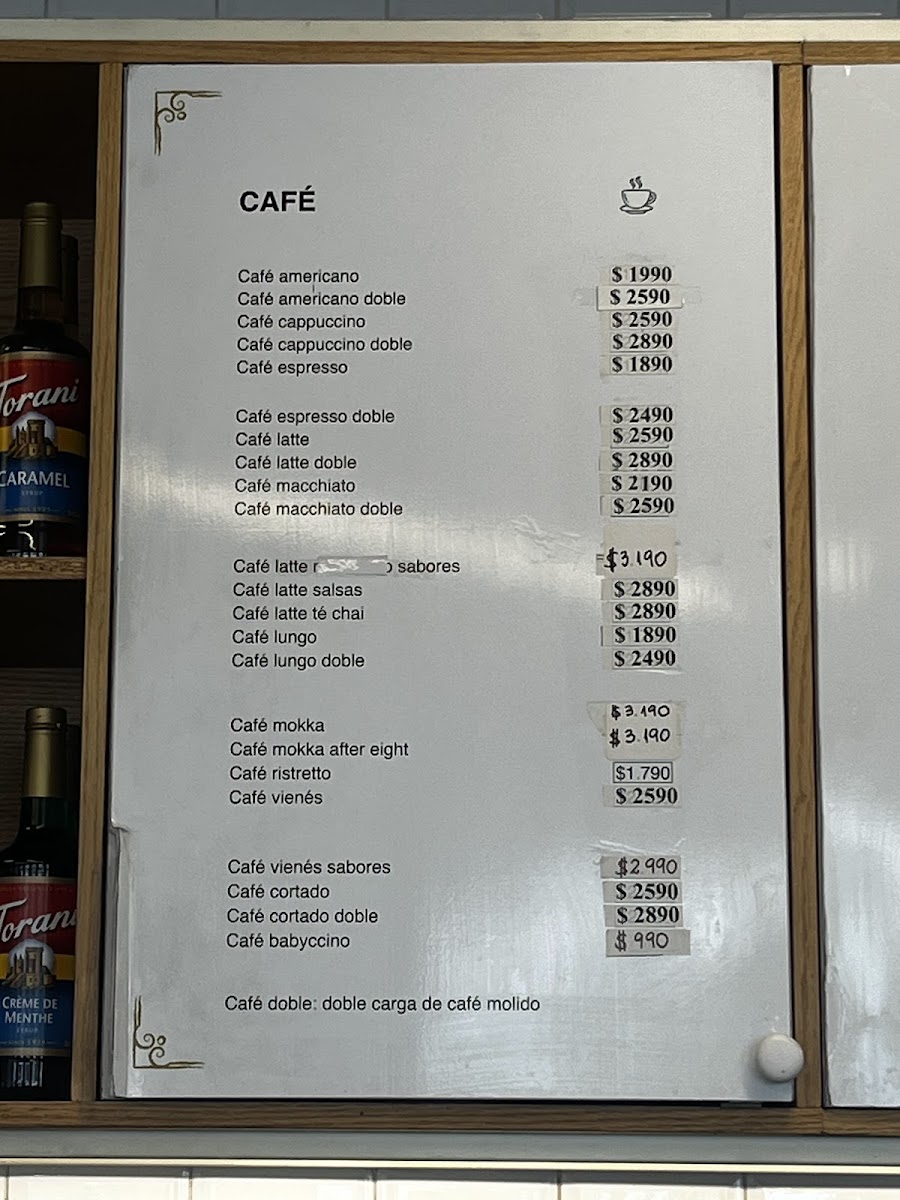 CAFÉ
Café americano $ 1990
Café americano doble $ 2590
Café cappuccino $ 2590
Café cappuccino doble $ 2890
Café espresso $ 1890
Café espresso doble $ 2490
Café latte $ 2590
Café latte doble $ 2890
Café macchiato $ 2190
Café macchiato doble $ 2590
Café latte sabores $3.190
Café latte salsas $ 2890
Café latte té chai $ 2890
Café lungo $ 1890
Café lungo doble $ 2490
Café mokka $3.190
Café mokka after eight $3.190
Café ristretto $1.790
Café vienés $ 2590
Café vienés sabores $2.990
Café cortado $ 2590
Café cortado doble $ 2890
Café babyccino $ 990
Café doble: doble carga de café molido
Torani
CARAMEL
SYRUP
Torani
CRÈME DE
MENTHE
SYRUP